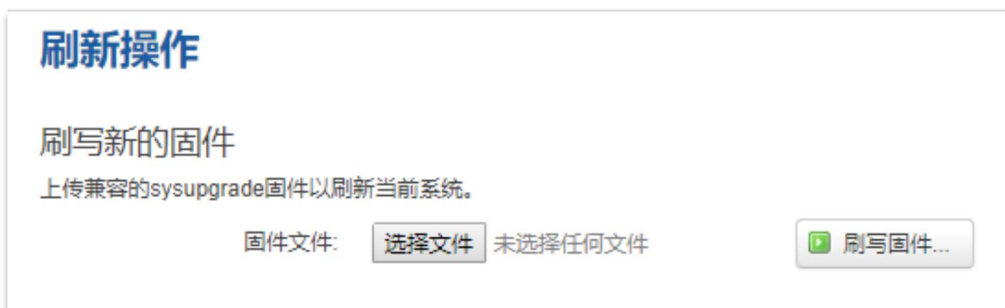 刷新操作
刷写新的固件
上传兼容的sysupgrade固件以刷新当前系统。
固件文件: 选择文件 未选择任何文件 刷写固件...